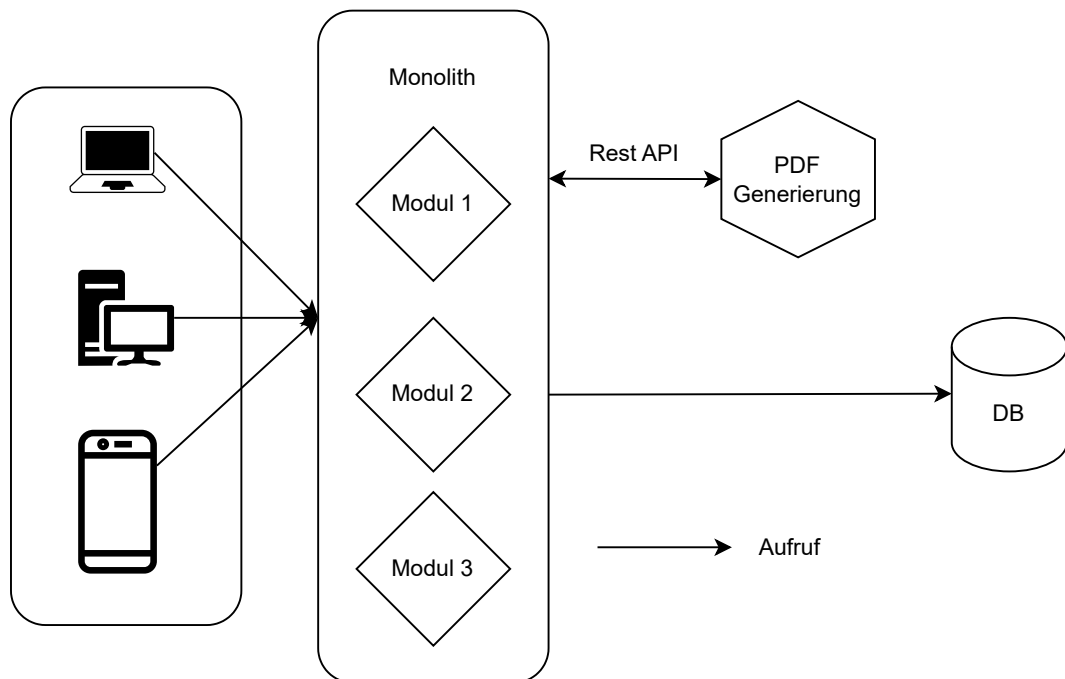 Monolith
Modul 1
Rest API
PDF
Generierung
Modul 2
DB
Modul 3
Aufruf